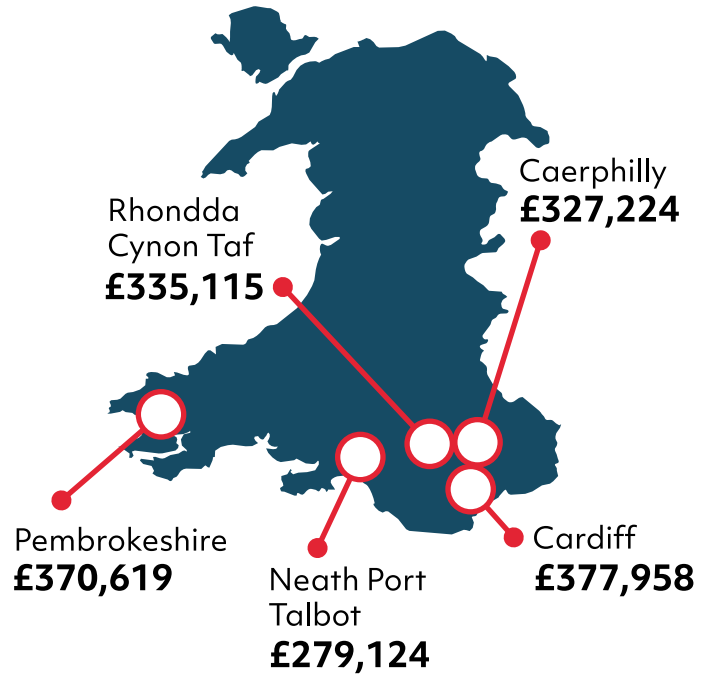 Caerphilly
£327,224
Rhondda
Cynon Taf
£335,115
Pembrokeshire
£370,619
Neath Port
Talbot
£279,124
Cardiff
£377,958